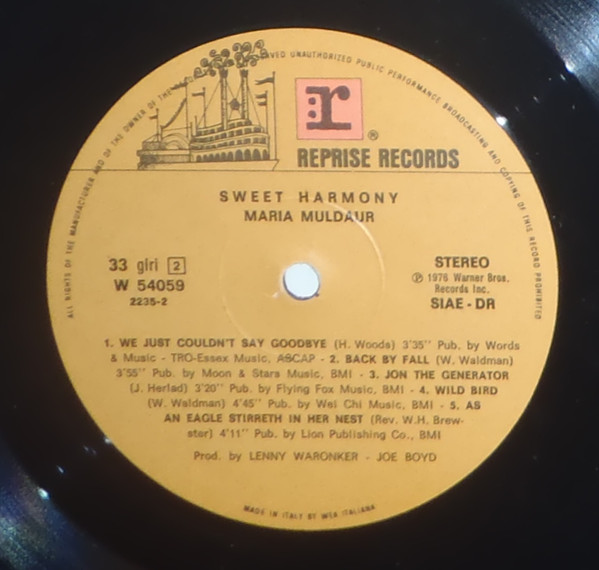 ALL RIGHTS OF THE MANUFACTURER AND OF THE OWNER OF THE
VED UNAUTHORIZED PUBLIC PERFORMANCE BROADCASTING AND COPYING OF THIS RECORD PROHIBITED
r
®
REPRISE RECORDS
SWEET HARMONY
MARIA MULDAUR
33 giri 2
W 54059
2235-2
STEREO
℗ 1976 Warner Bros.
Records Inc.
SIAE - DR
1. WE JUST COULDN'T SAY GOODBYE (H. Woods) 3'35" Pub. by Words
& Music - TRO-Essex Music, ASCAP - 2. BACK BY FALL (W. Waldman)
3'55" Pub. by Moon & Stars Music, BMI - 3. JON THE GENERATOR
(J. Herlad) 3'20" Pub. by Flying Fox Music, BMI - 4. WILD BIRD
(W. Waldman) 4'45" Pub. by Wei Chi Music, BMI - 5. AS
AN EAGLE STIRRETH IN HER NEST (Rev. W.H. Brew-
ster) 4'11" Pub. by Lion Publishing Co., BMI
Prod. by LENNY WARONKER - JOE BOYD
MADE IN ITALY BY WEA ITALIANA